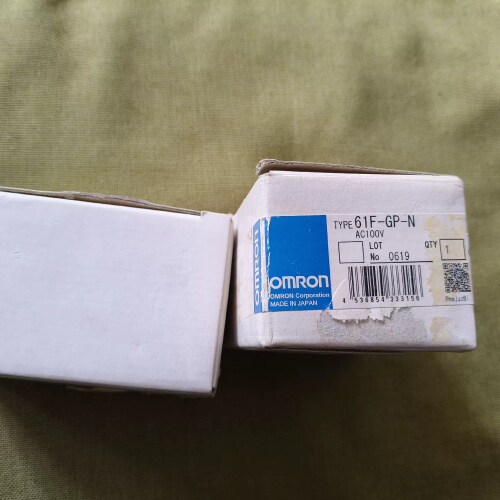 OMRON
TYPE 61F-GP-N
AC100V
LOT
No 0619
QTY 1
OMRON
OMRON Corporation
MADE IN JAPAN
4 536854 333156